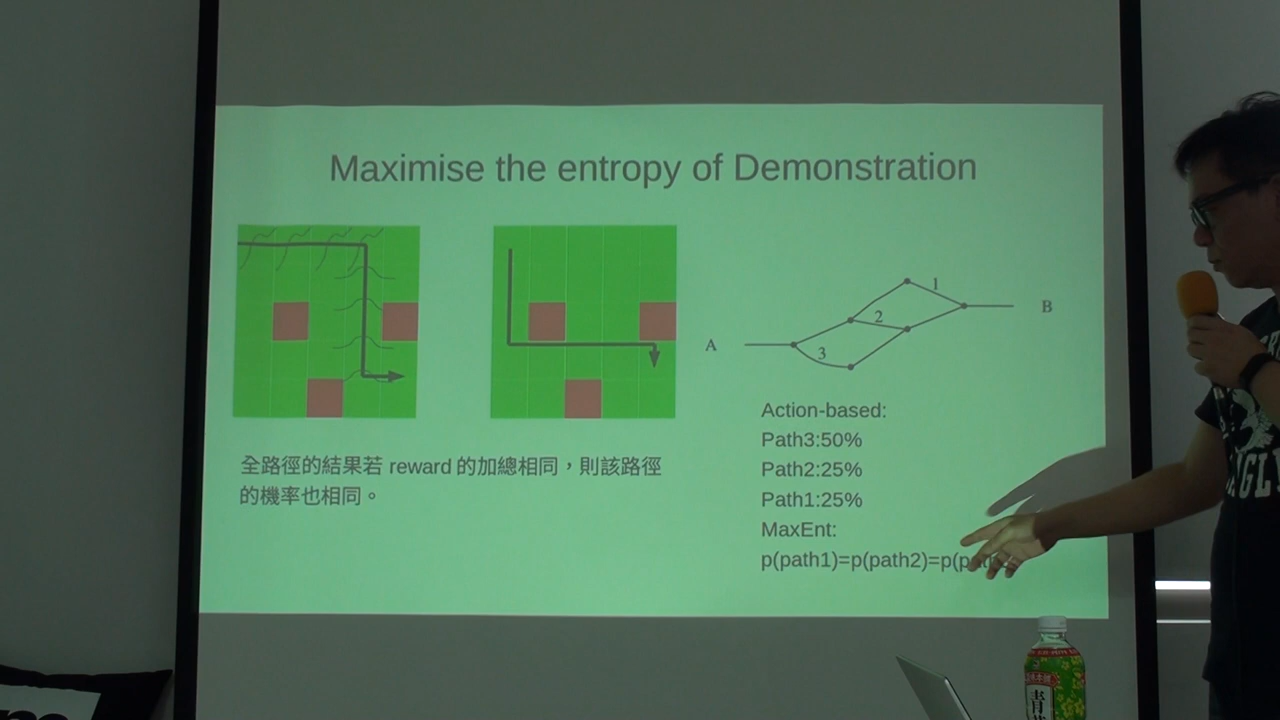 Maximise the entropy of Demonstration
1
2
3
A
B
全路徑的結果若 reward 的加總相同，則該路徑
的機率也相同。
Action-based:
Path3:50%
Path2:25%
Path1:25%
MaxEnt:
p(path1)=p(path2)=p(